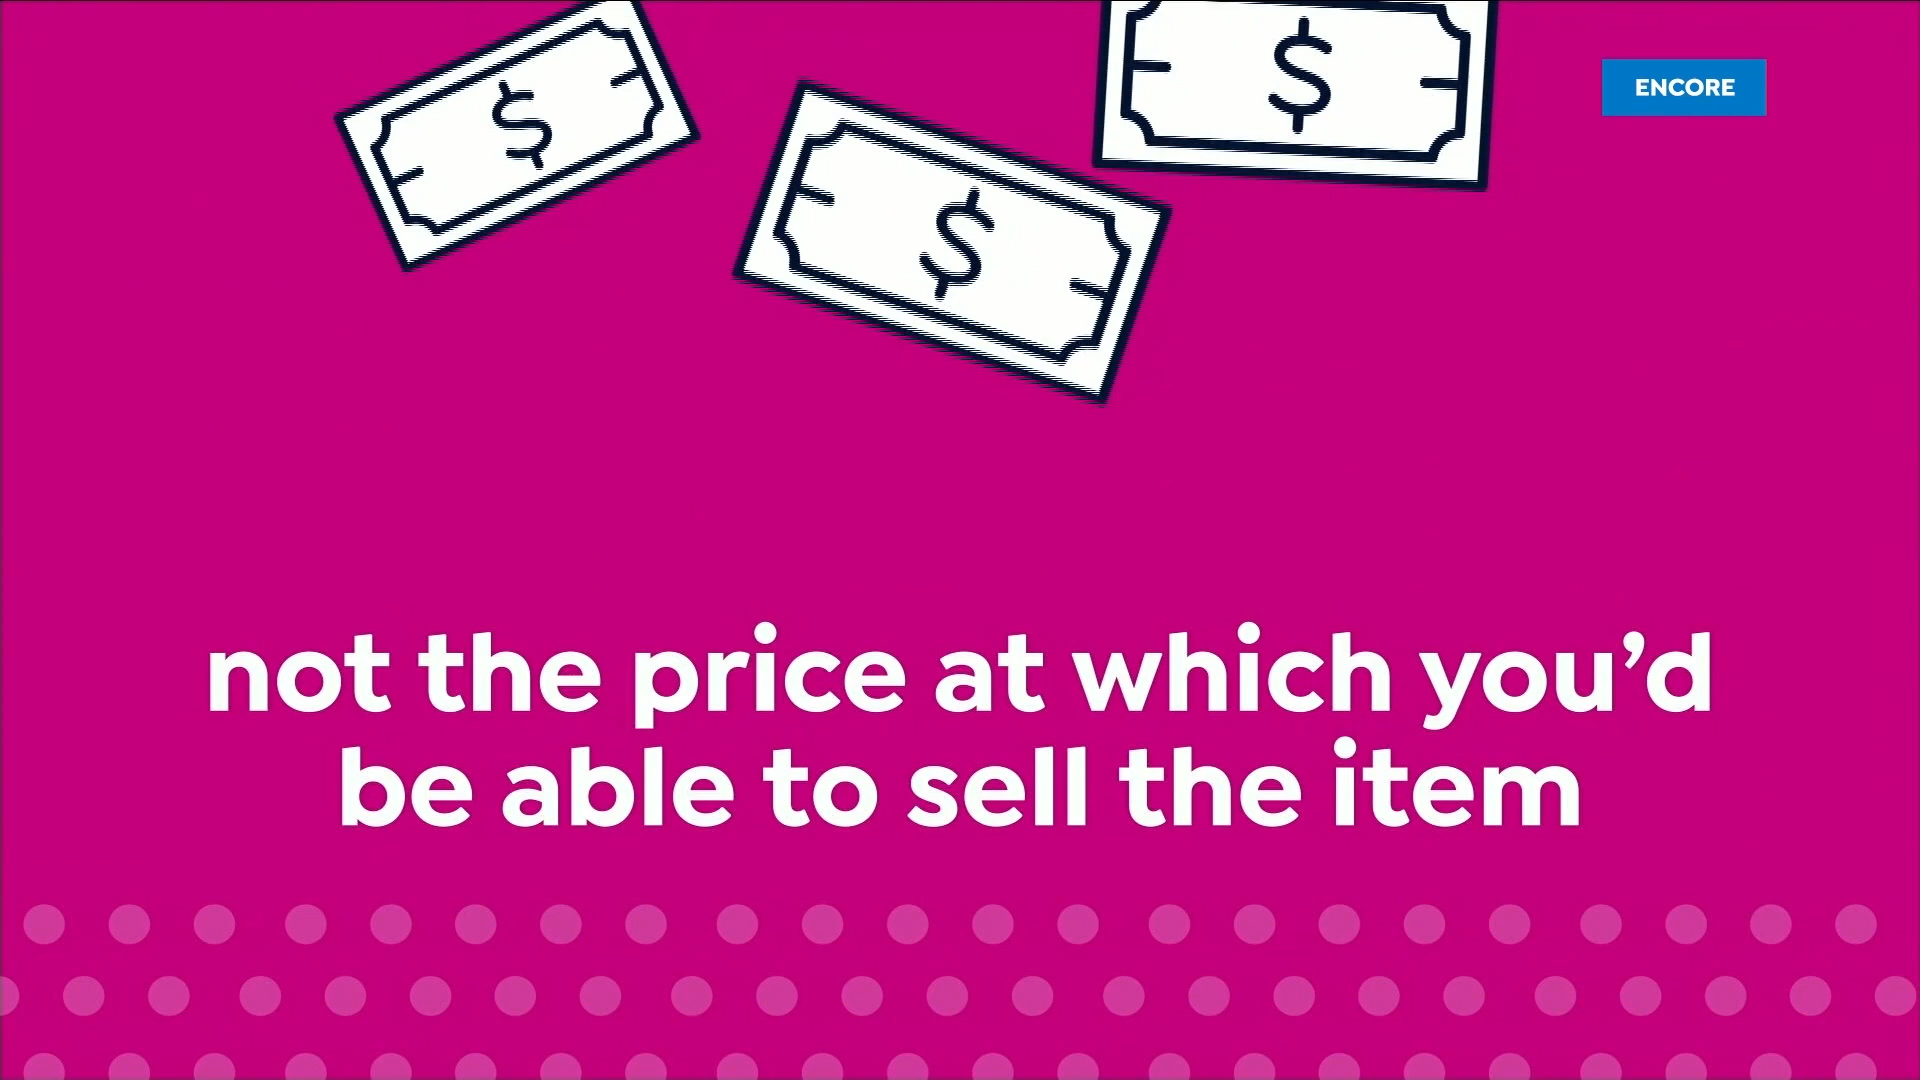 $
$
$
ENCORE
not the price at which you’d
be able to sell the item